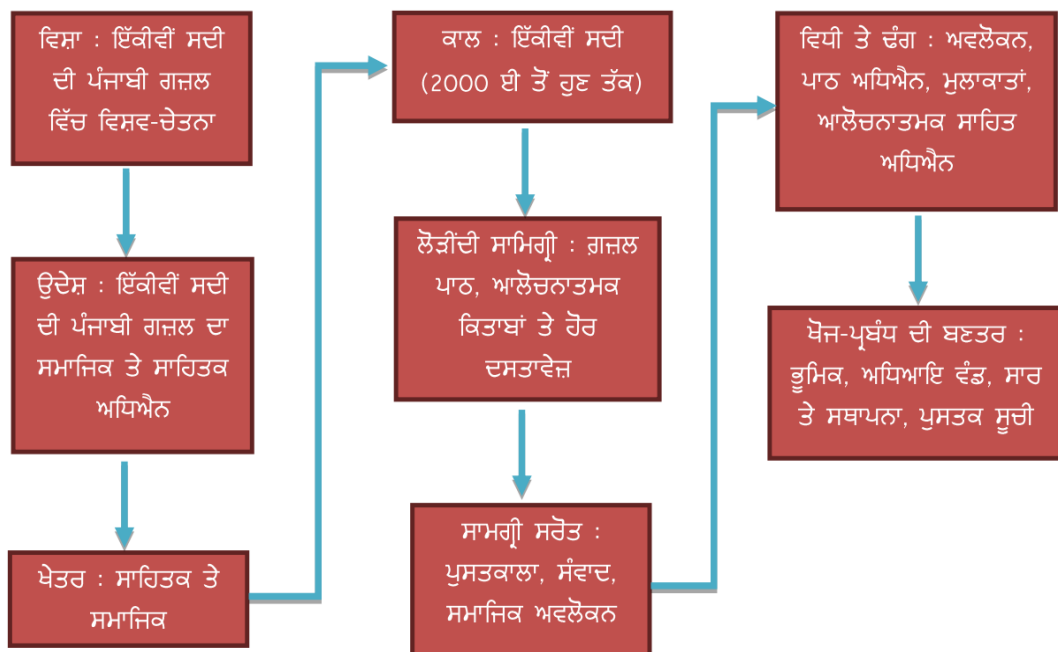 ਵਿਸ਼ਾ : ਇੱਕੀਵੀਂ ਸਦੀ
ਦੀ ਪੰਜਾਬੀ ਗਜ਼ਲ
ਵਿੱਚ ਵਿਸ਼ਵ-ਚੇਤਨਾ
ਉਦੇਸ਼ : ਇੱਕੀਵੀਂ ਸਦੀ
ਦੀ ਪੰਜਾਬੀ ਗਜ਼ਲ ਦਾ
ਸਮਾਜਿਕ ਤੇ ਸਾਹਿਤਕ
ਅਧਿਐਨ
ਖੇਤਰ : ਸਾਹਿਤਕ ਤੇ
ਸਮਾਜਿਕ
ਕਾਲ : ਇੱਕੀਵੀਂ ਸਦੀ
(2000 ਈ ਤੋਂ ਹੁਣ ਤੱਕ)
ਲੋੜੀਂਦੀ ਸਾਮਿਗ੍ਰੀ : ਗ਼ਜ਼ਲ
ਪਾਠ, ਆਲੋਚਨਾਤਮਕ
ਕਿਤਾਬਾਂ ਤੇ ਹੋਰ
ਦਸਤਾਵੇਜ਼
ਸਾਮਗ੍ਰੀ ਸਰੋਤ :
ਪੁਸਤਕਾਲਾ, ਸੰਵਾਦ,
ਸਮਾਜਿਕ ਅਵਲੋਕਨ
ਵਿਧੀ ਤੇ ਢੰਗ : ਅਵਲੋਕਨ,
ਪਾਠ ਅਧਿਐਨ, ਮੁਲਾਕਾਤਾਂ,
ਆਲੋਚਨਾਤਮਕ ਸਾਹਿਤ
ਅਧਿਐਨ
ਖੋਜ-ਪ੍ਰਬੰਧ ਦੀ ਬਣਤਰ :
ਭੂਮਿਕ, ਅਧਿਆਇ ਵੰਡ, ਸਾਰ
ਤੇ ਸਥਾਪਨਾ, ਪੁਸਤਕ ਸੂਚੀ